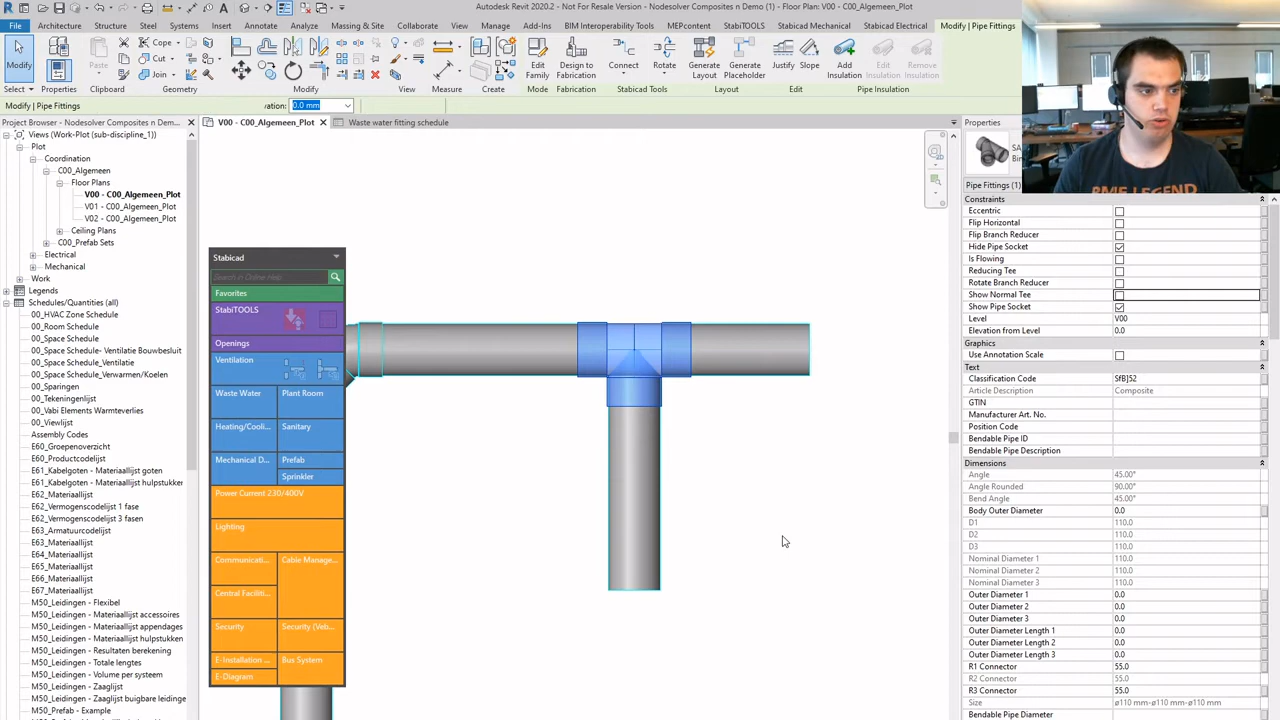 Autodesk Revit 2020.2 - Not For Resale Version - Nodesolver Composites n Demo (1) - Floor Plan: V00 - C00_Algemeen_Plot
File Architecture Structure Steel Systems Insert Annotate Analyze Massing & Site Collaborate View Manage Add-Ins BIM Interoperability Tools MEPcontent StabiTOOLS Stabicad Mechanical Stabicad Electrical Modify | Pipe Fittings
Modify Paste Cope Cut Join Edit Family Design to Fabrication Connect Rotate Generate Layout Generate Placeholder Justify Slope Add Insulation Edit Insulation Remove Insulation
Select Properties Clipboard Geometry Modify View Measure Create Mode Fabrication Stabicad Tools Layout Edit Pipe Insulation
Modify | Pipe Fittings ration: 0.0 mm
Project Browser - Nodesolver Composites n Dem...
V00 - C00_Algemeen_Plot
Waste water fitting schedule
Properties
Views (Work-Plot (sub-discipline_1))
Plot
Coordination
C00_Algemeen
Floor Plans
V00 - C00_Algemeen_Plot
V01 - C00_Algemeen_Plot
V02 - C00_Algemeen_Plot
Ceiling Plans
C00_Prefab Sets
Electrical
Mechanical
Work
Legends
Schedules/Quantities (all)
00_HVAC Zone Schedule
00_Room Schedule
00_Space Schedule
00_Space Schedule- Ventilatie Bouwbesluit
00_Space Schedule_Ventilatie
00_Space Schedule_Verwarmen/Koelen
00_Sparingen
00_Vabi Elements Warmteverlies
00_Viewlijst
Assembly Codes
E60_Groepenoverzicht
E60_Productcodelijst
E61_Kabelgoten - Materiaallijst goten
E61_Kabelgoten - Materiaallijst hulpstukken
E62_Materiaallijst
E62_Vermogenscodelijst 1 fase
E62_Vermogenscodelijst 3 fasen
E63_Armatuurcodelijst
E63_Materiaallijst
E64_Materiaallijst
E65_Materiaallijst
E66_Materiaallijst
E67_Materiaallijst
M50_Leidingen - Flexibel
M50_Leidingen - Materiaallijst accessoires
M50_Leidingen - Materiaallijst appendages
M50_Leidingen - Materiaallijst hulpstukken
M50_Leidingen - Resultaten berekening
M50_Leidingen - Totale lengtes
M50_Leidingen - Volume per systeem
M50_Leidingen - Zaaglijst
M50_Leidingen - Zaaglijst buigbare leidinge
M50_Prefab - Example
Stabicad
Search in Online Help
Favorites
StabiTOOLS
Openings
Ventilation
Waste Water Plant Room
Heating/Cooli... Sanitary
Mechanical D... Prefab
Sprinkler
Power Current 230/400V
Lighting
Communicati... Cable Manage...
Central Faciliti...
Security Security (Veb...
E-Installation ... Bus System
E-Diagram
Pipe Fittings (1)
Constraints
Eccentric
Flip Horizontal
Flip Branch Reducer
Hide Pipe Socket
Is Flowing
Reducing Tee
Rotate Branch Reducer
Show Normal Tee
Show Pipe Socket
Level V00
Elevation from Level 0.0
Graphics
Use Annotation Scale
Text
Classification Code SfB]52
Article Description Composite
GTIN
Manufacturer Art. No.
Position Code
Bendable Pipe ID
Bendable Pipe Description
Dimensions
Angle 45.00°
Angle Rounded 90.00°
Bend Angle 45.00°
Body Outer Diameter 0.0
D1 110.0
D2 110.0
D3 110.0
Nominal Diameter 1 110.0
Nominal Diameter 2 110.0
Nominal Diameter 3 110.0
Outer Diameter 1 0.0
Outer Diameter 2 0.0
Outer Diameter 3 0.0
Outer Diameter Length 1 0.0
Outer Diameter Length 2 0.0
Outer Diameter Length 3 0.0
R1 Connector 55.0
R2 Connector 55.0
R3 Connector 55.0
Size ø110 mm-ø110 mm-ø110 mm
Bendable Pipe Diameter